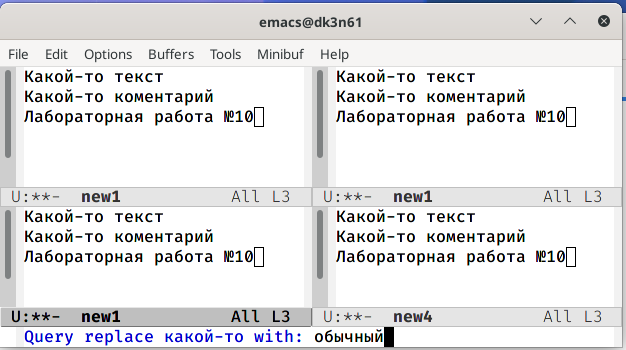 emacs@dk3n61
File Edit Options Buffers Tools Minibuf Help
Какой-то текст
Какой-то коментарий
Лабораторная работа №10
U:**- new1 All L3
Какой-то текст
Какой-то коментарий
Лабораторная работа №10
U:**- new1 All L3
Какой-то текст
Какой-то коментарий
Лабораторная работа №10
U:**- new1 All L3
Какой-то текст
Какой-то коментарий
Лабораторная работа №10
U:**- new4 All L3
Query replace какой-то with: обычный